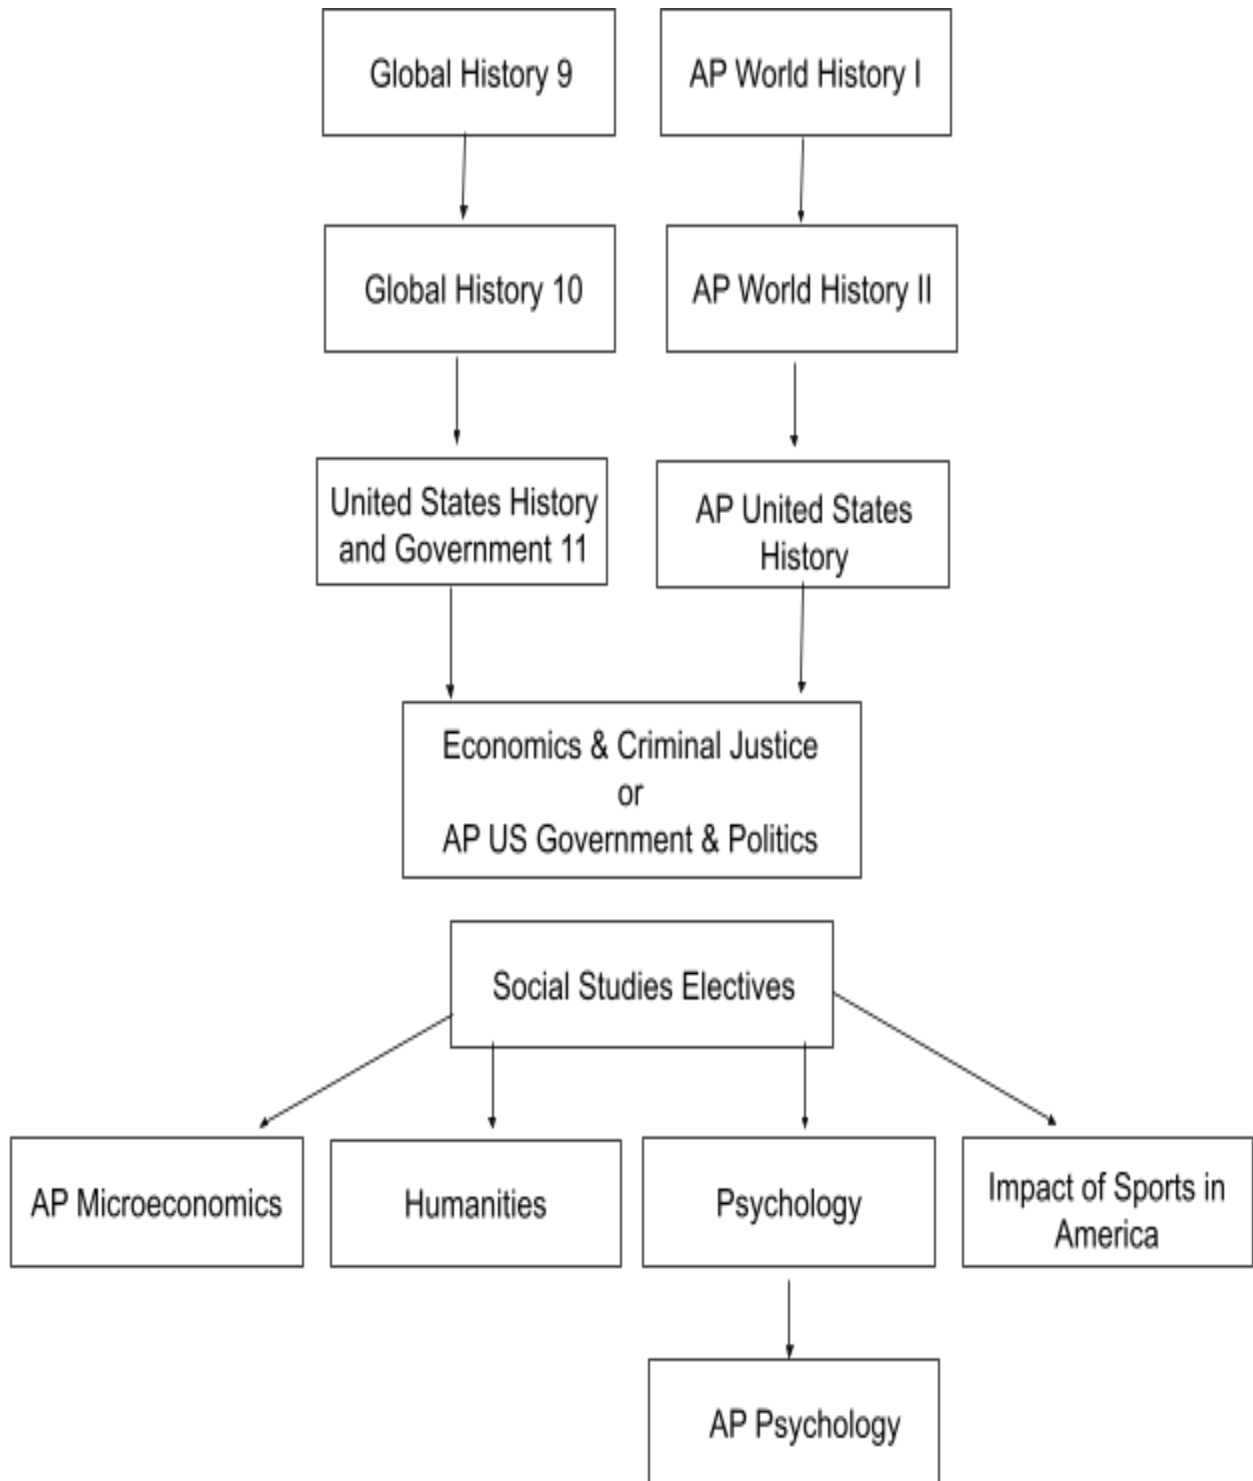 Global History 9
AP World History I
Global History 10
AP World History II
United States History
and Government 11
AP United States
History
Economics & Criminal Justice
or
AP US Government & Politics
Social Studies Electives
AP Microeconomics
Humanities
Psychology
Impact of Sports in
America
AP Psychology